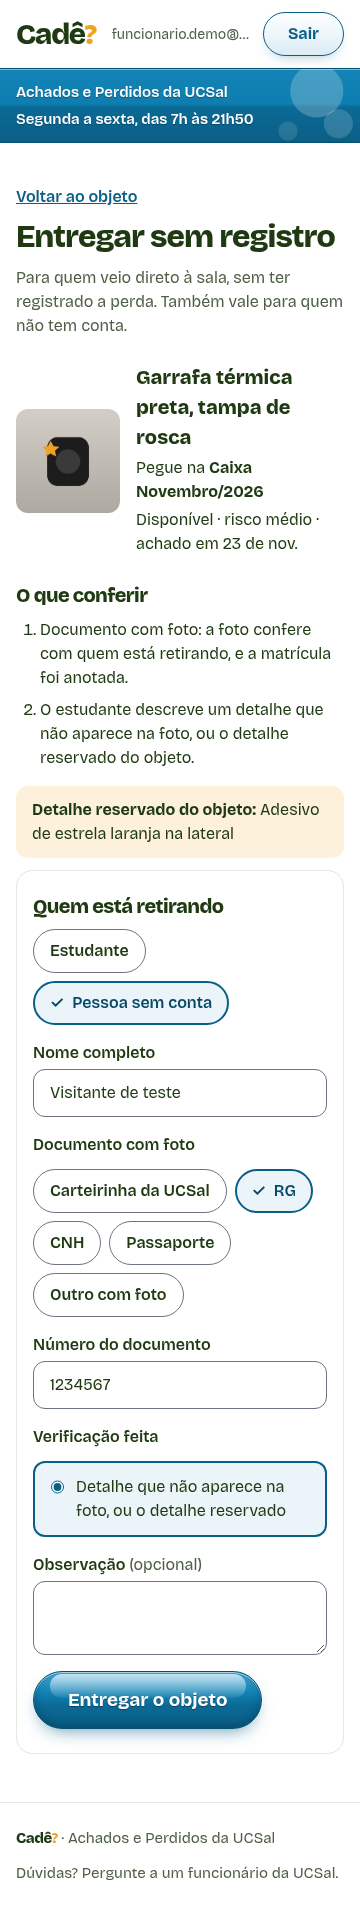 Cadê? funcionario.demo@... Sair
Achados e Perdidos da UCSal
Segunda a sexta, das 7h às 21h50
Voltar ao objeto
Entregar sem registro
Para quem veio direto à sala, sem ter
registrado a perda. Também vale para quem
não tem conta.
Garrafa térmica
preta, tampa de
rosca
Pegue na Caixa
Novembro/2026
Disponível · risco médio ·
achado em 23 de nov.
O que conferir
1. Documento com foto: a foto confere
com quem está retirando, e a matrícula
foi anotada.
2. O estudante descreve um detalhe que
não aparece na foto, ou o detalhe
reservado do objeto.
Detalhe reservado do objeto: Adesivo
de estrela laranja na lateral
Quem está retirando
Estudante
Pessoa sem conta
Nome completo
Visitante de teste
Documento com foto
Carteirinha da UCSal RG
CNH Passaporte
Outro com foto
Número do documento
1234567
Verificação feita
Detalhe que não aparece na
foto, ou o detalhe reservado
Observação (opcional)
Entregar o objeto
Cadê? · Achados e Perdidos da UCSal
Dúvidas? Pergunte a um funcionário da UCSal.